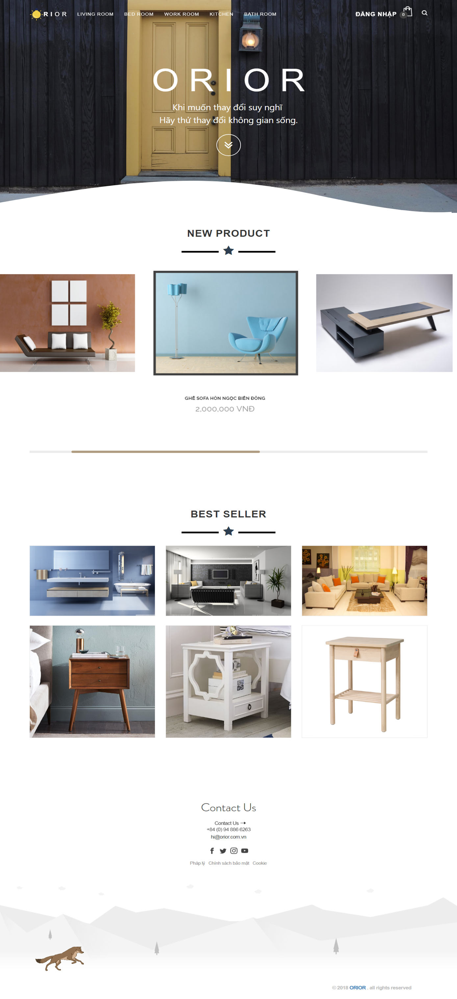 RIOR LIVING ROOM BED ROOM WORK ROOM KITCHEN BATH ROOM ĐĂNG NHẬP 0
ORIOR
Khi muốn thay đổi suy nghĩ
Hãy thử thay đổi không gian sống.
NEW PRODUCT
GHẾ SOFA HÒN NGỌC BIỂN ĐÔNG
2,000,000 VNĐ
BEST SELLER
Contact Us
Contact Us →
+84 (0) 94 886 6263
hi@orior.com.vn
Pháp lý Chính sách bảo mật Cookie
© 2018 ORIOR . all rights reserved